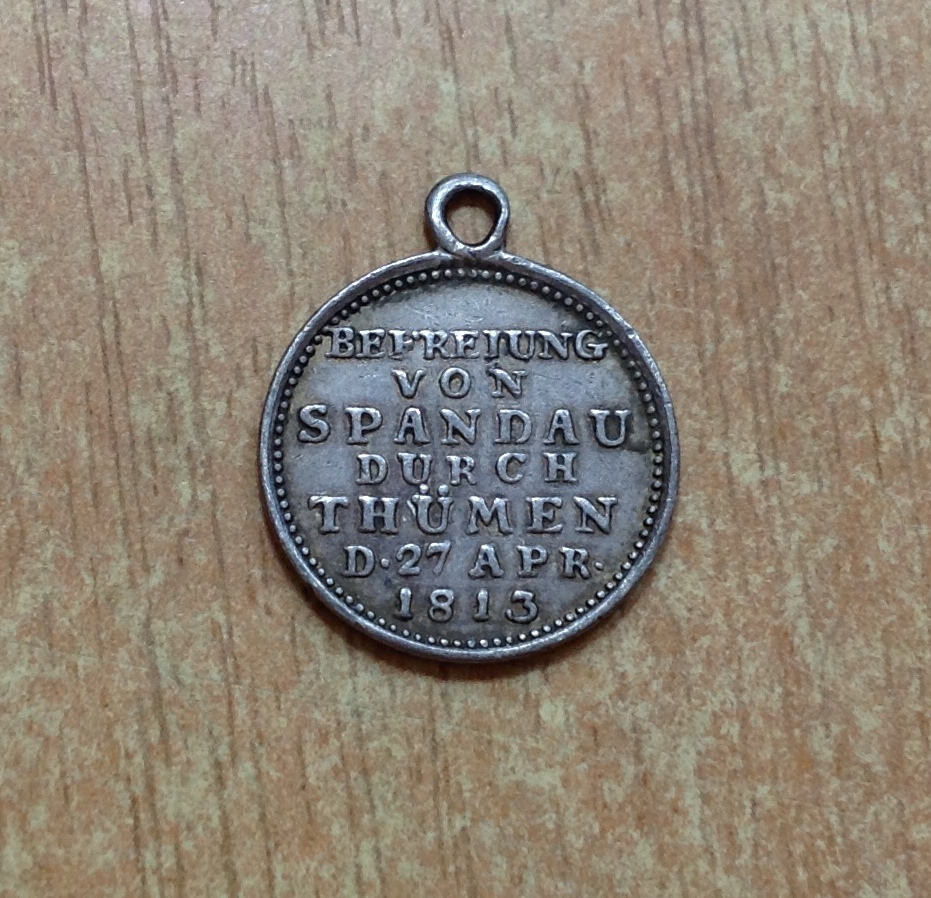 BEFREIUNG
VON
SPANDAU
DURCH
THÜMEN
D·27 APR·
1813